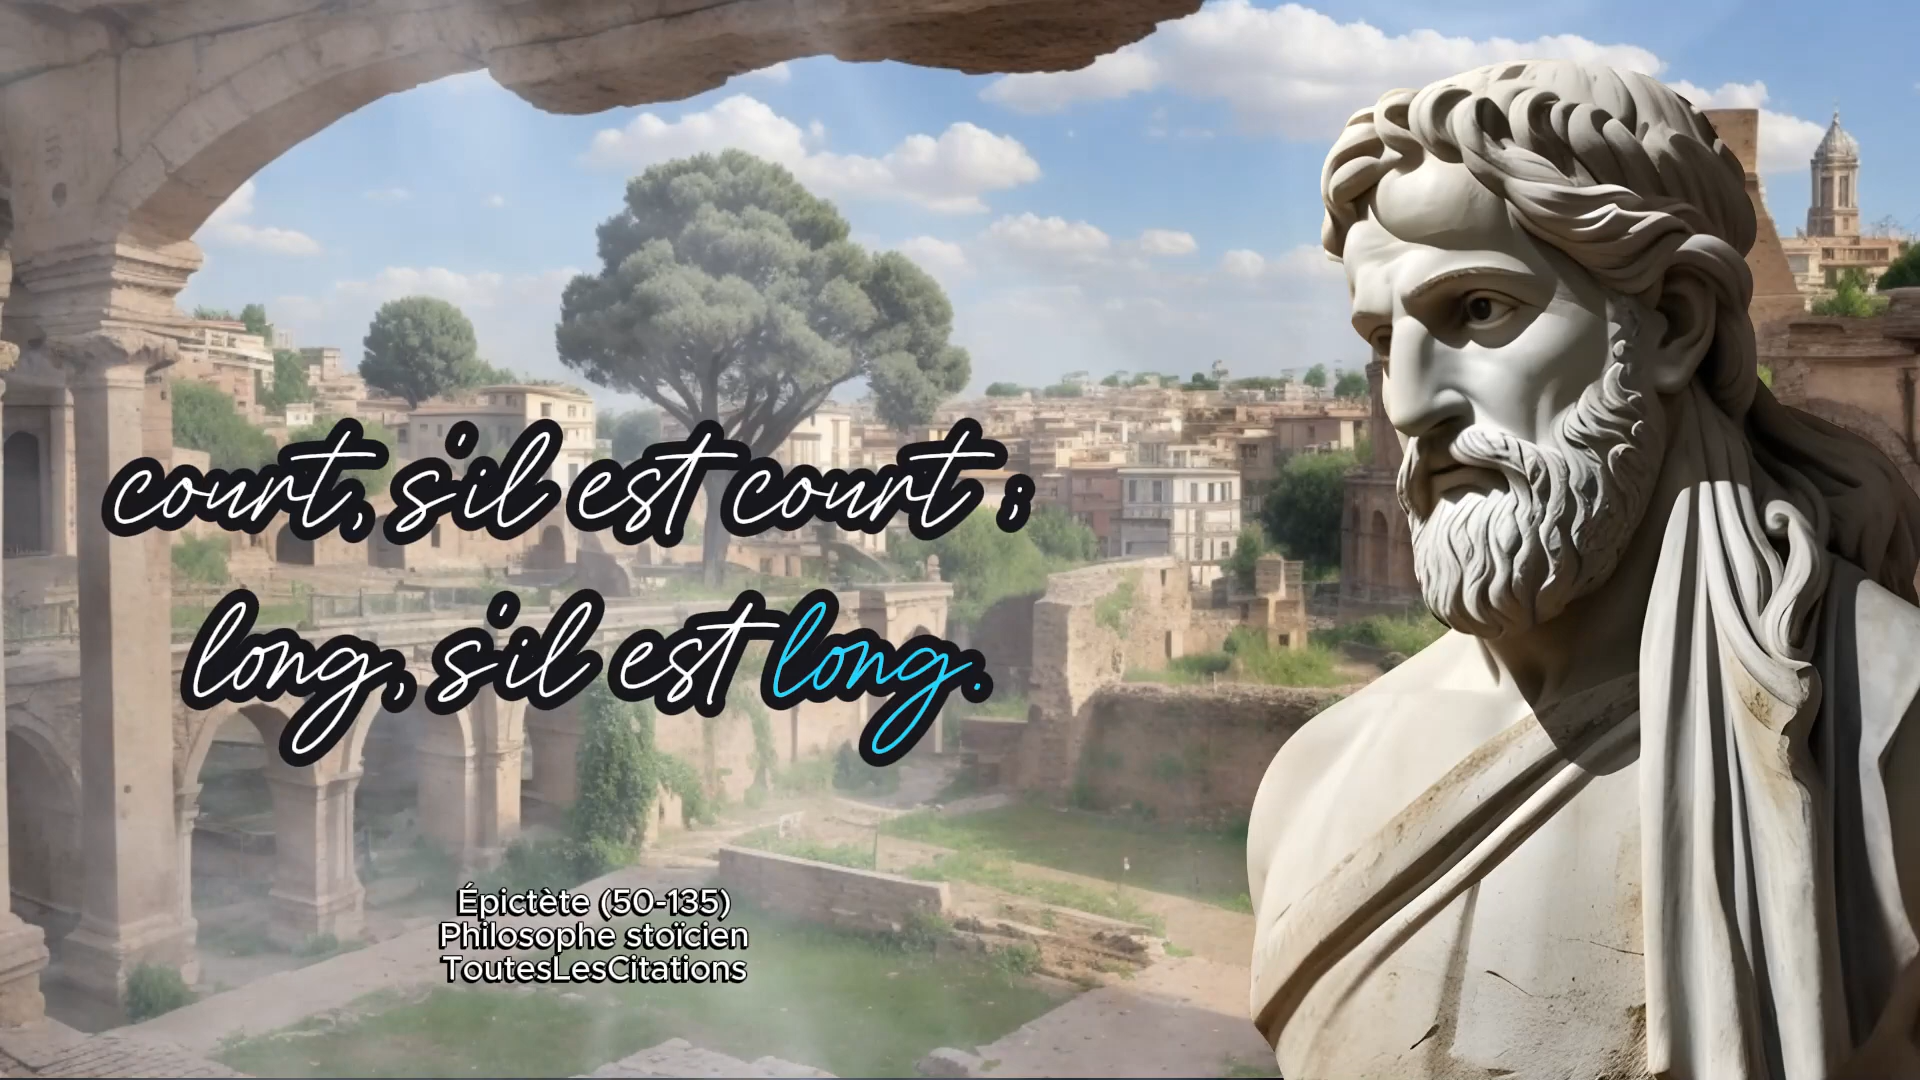 court, s'il est court ;
long, s'il est long.
Épictète (50-135)
Philosophe stoïcien
ToutesLesCitations